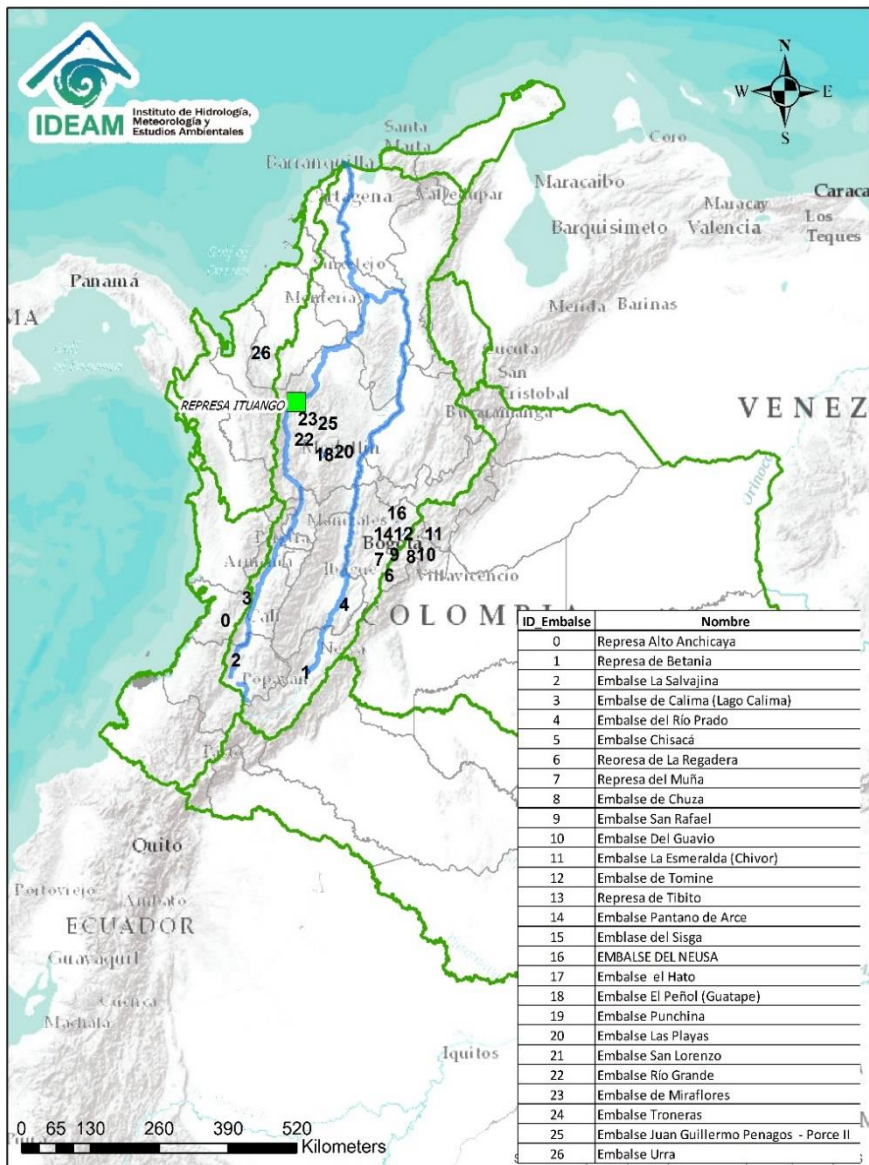 IDEAM
Instituto de Hidrología,
Meteorología y
Estudios Ambientales
N
W E
S
Santa
Marta
Coro
Barranquilla
Maracaibo
Caraca
Valledupar
Maracay
Barquisimeto Valencia
Los
Teques
Panamá
MA
Montería
Merida Barinas
26
Cucuta
San
Cristobal
REPRESA ITUANGO
Bucaramanga
VENEZ
23 25
22
18 20
Orinoco
16
Manizales
14 12 11
Bogota
9 8 10
7
Armenia
Ibague
Villavicencio
6
3
4
0
Cali
COLOMBIA
Neiva
2
1
Popayan
Pasto
Quito
Portoviejo
Ambato
ECUADOR
Guayaquil
Cuenca
Machala
Iquitos
ID_Embalse Nombre
0 Represa Alto Anchicaya
1 Represa de Betania
2 Embalse La Salvajina
3 Embalse de Calima (Lago Calima)
4 Embalse del Río Prado
5 Embalse Chisacá
6 Reoresa de La Regadera
7 Represa del Muña
8 Embalse de Chuza
9 Embalse San Rafael
10 Embalse Del Guavio
11 Embalse La Esmeralda (Chivor)
12 Embalse de Tomine
13 Represa de Tibito
14 Embalse Pantano de Arce
15 Emblase del Sisga
16 EMBALSE DEL NEUSA
17 Embalse el Hato
18 Embalse El Peñol (Guatape)
19 Embalse Punchina
20 Embalse Las Playas
21 Embalse San Lorenzo
22 Embalse Río Grande
23 Embalse de Miraflores
24 Embalse Troneras
25 Embalse Juan Guillermo Penagos - Porce II
26 Embalse Urra
0 65 130 260 390 520
Kilometers